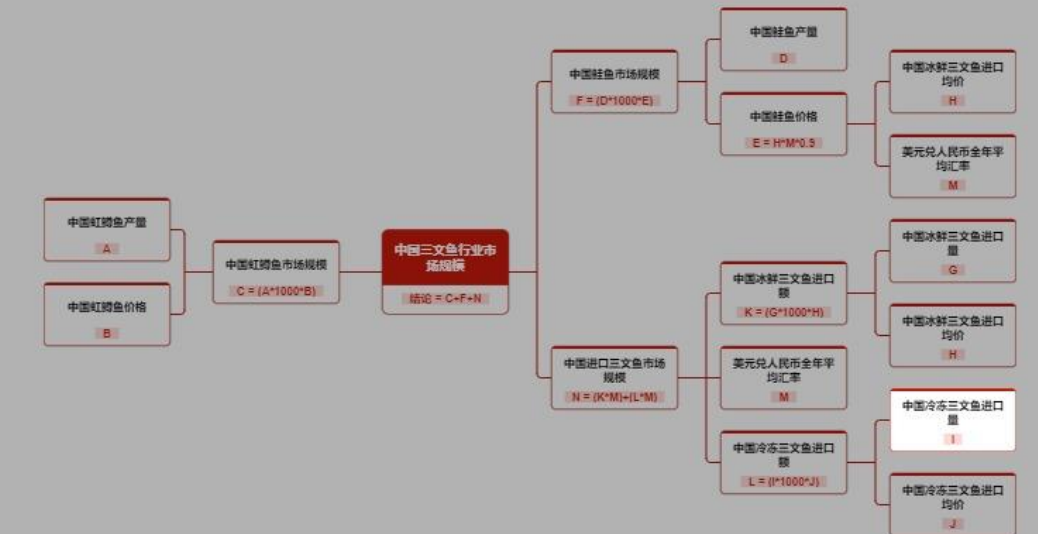 中国虹鳟鱼产量
A
中国虹鳟鱼价格
B
中国虹鳟鱼市场规模
C = (A*1000*B)
中国三文鱼行业市
场规模
结论 = C+F+N
中国鲑鱼市场规模
F = (D*1000*E)
中国鲑鱼产量
D
中国鲑鱼价格
E = H*M*0.9
中国冰鲜三文鱼进口
均价
H
美元兑人民币全年平
均汇率
M
中国进口三文鱼市场
规模
N = (K*M)+(L*M)
中国冰鲜三文鱼进口
额
K = (G*1000*H)
中国冰鲜三文鱼进口
量
G
中国冰鲜三文鱼进口
均价
H
美元兑人民币全年平
均汇率
M
中国冷冻三文鱼进口
额
L = (I*1000*J)
中国冷冻三文鱼进口
量
I
中国冷冻三文鱼进口
均价
J